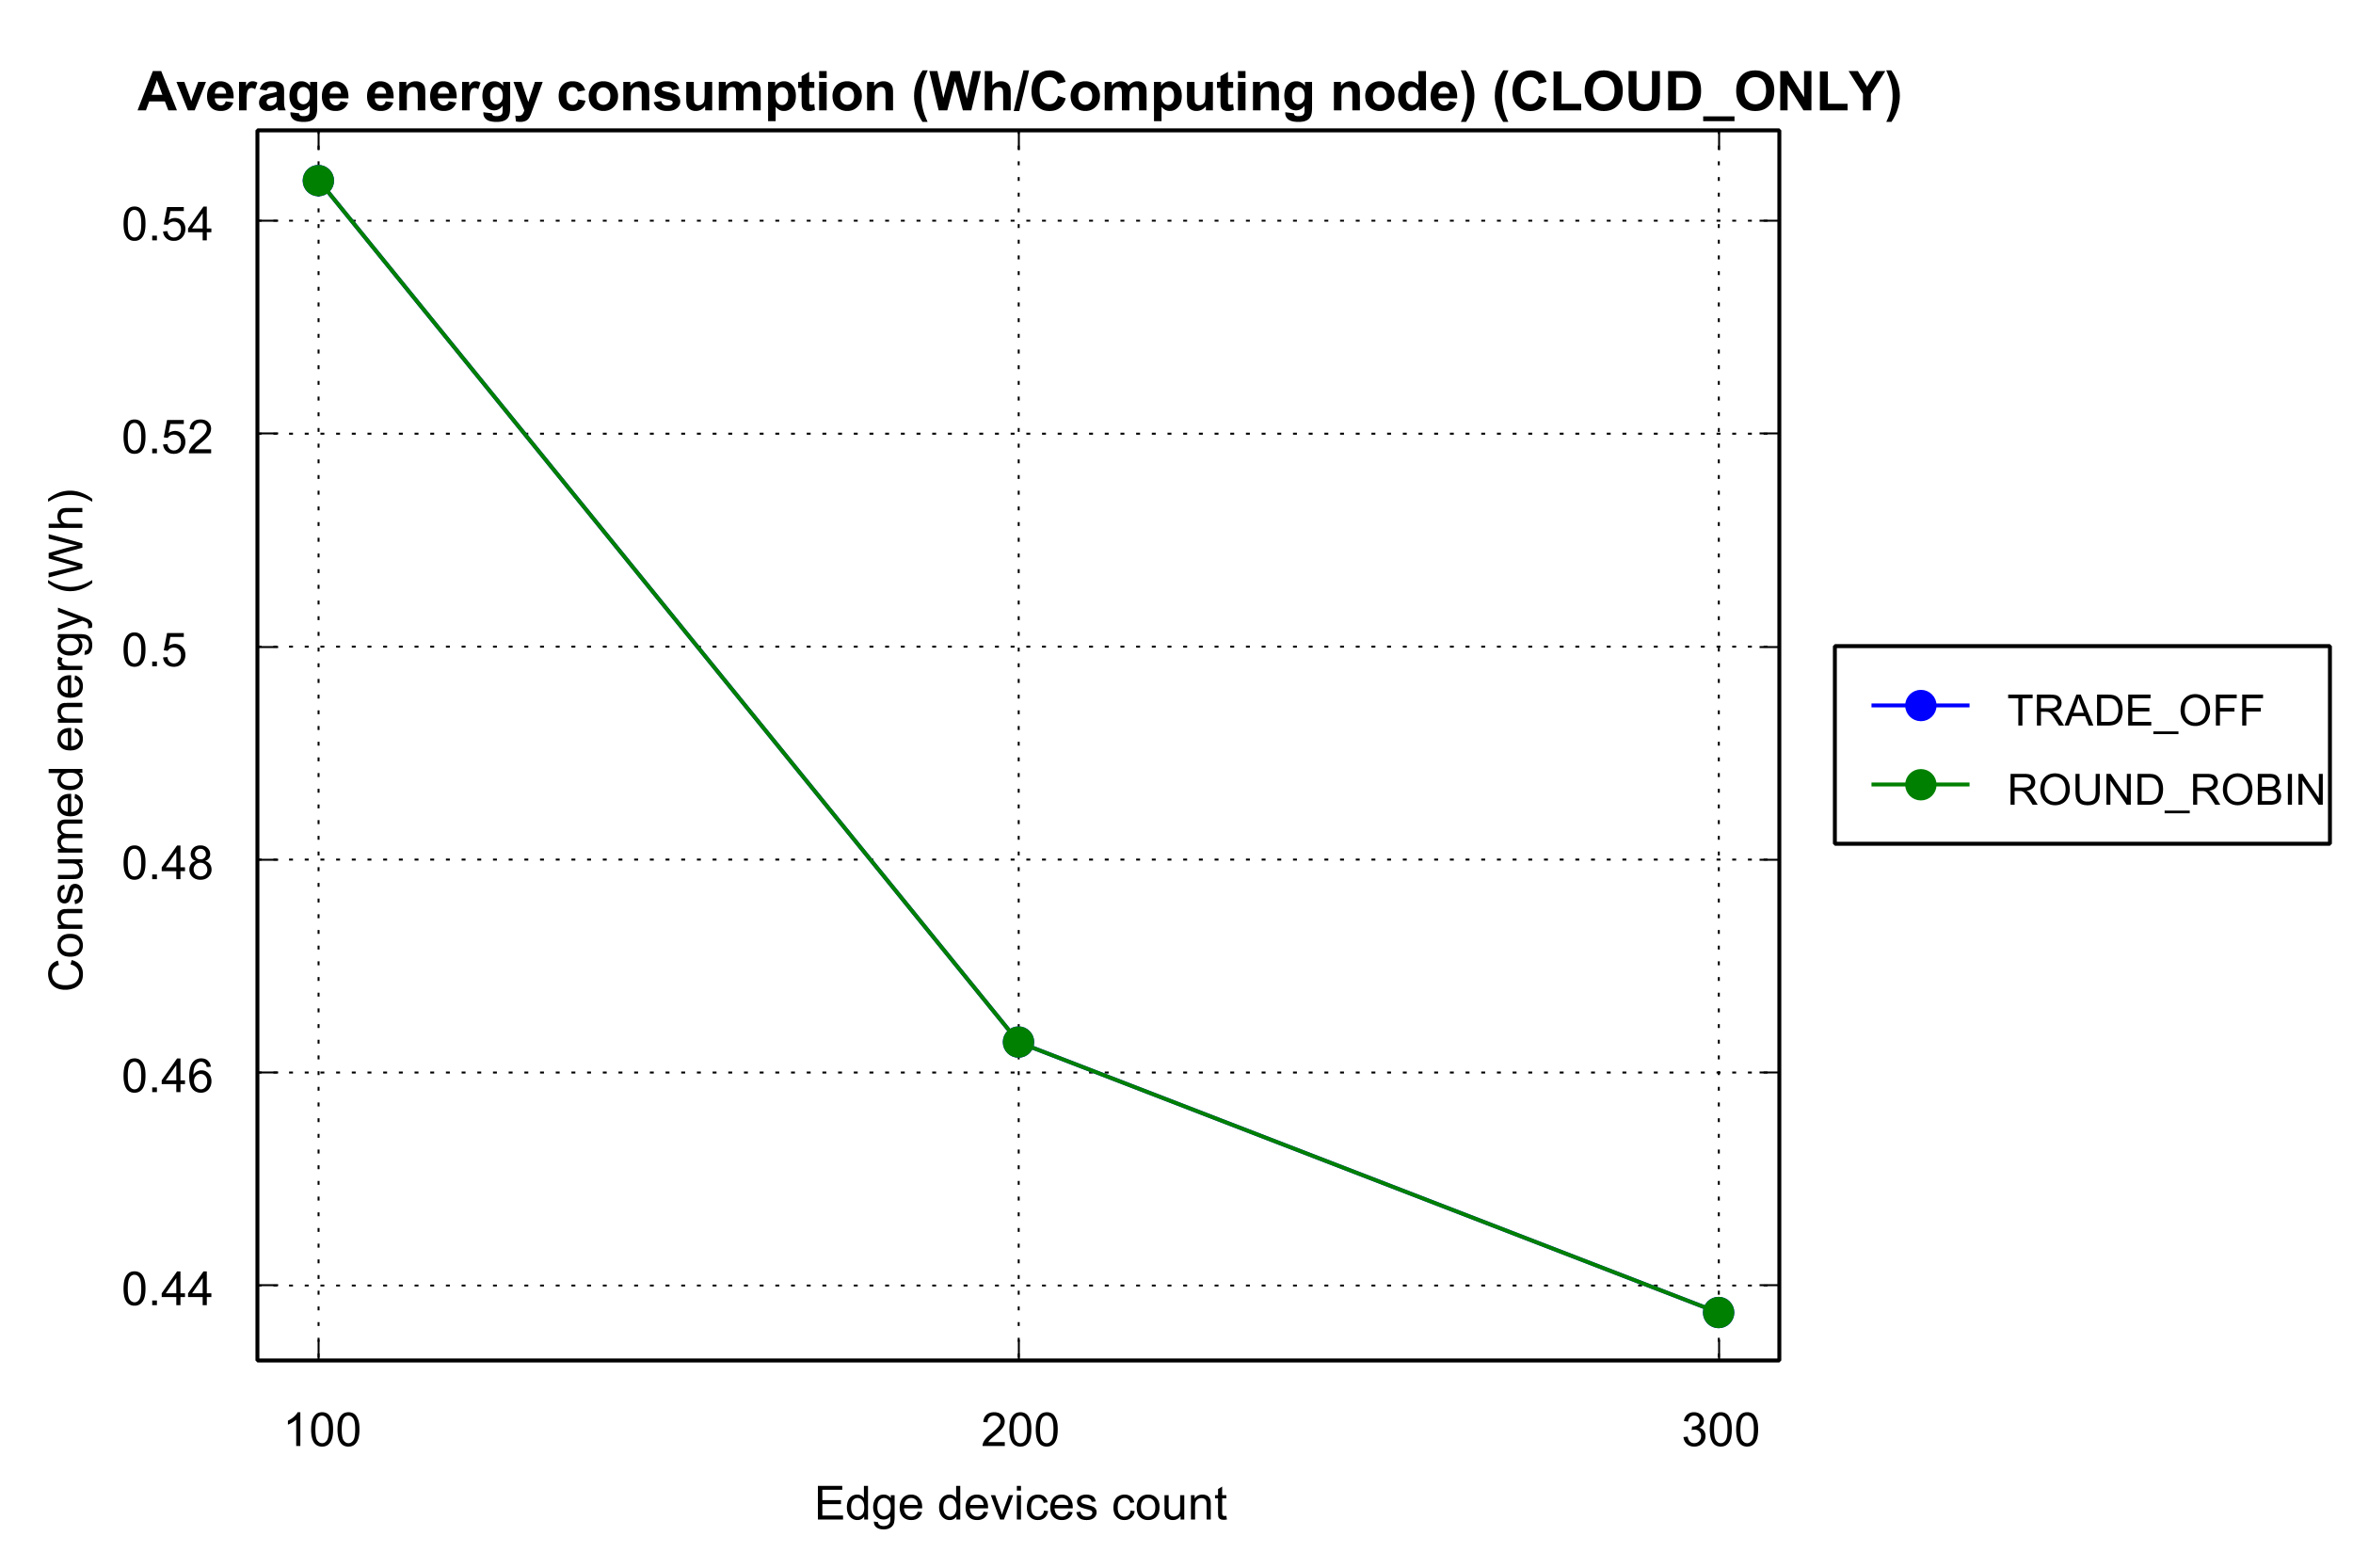 Average energy consumption (Wh/Computing node) (CLOUD_ONLY)
0.54
0.52
0.5
0.48
0.46
0.44
Consumed energy (Wh)
100
200
300
Edge devices count
TRADE_OFF
ROUND_ROBIN